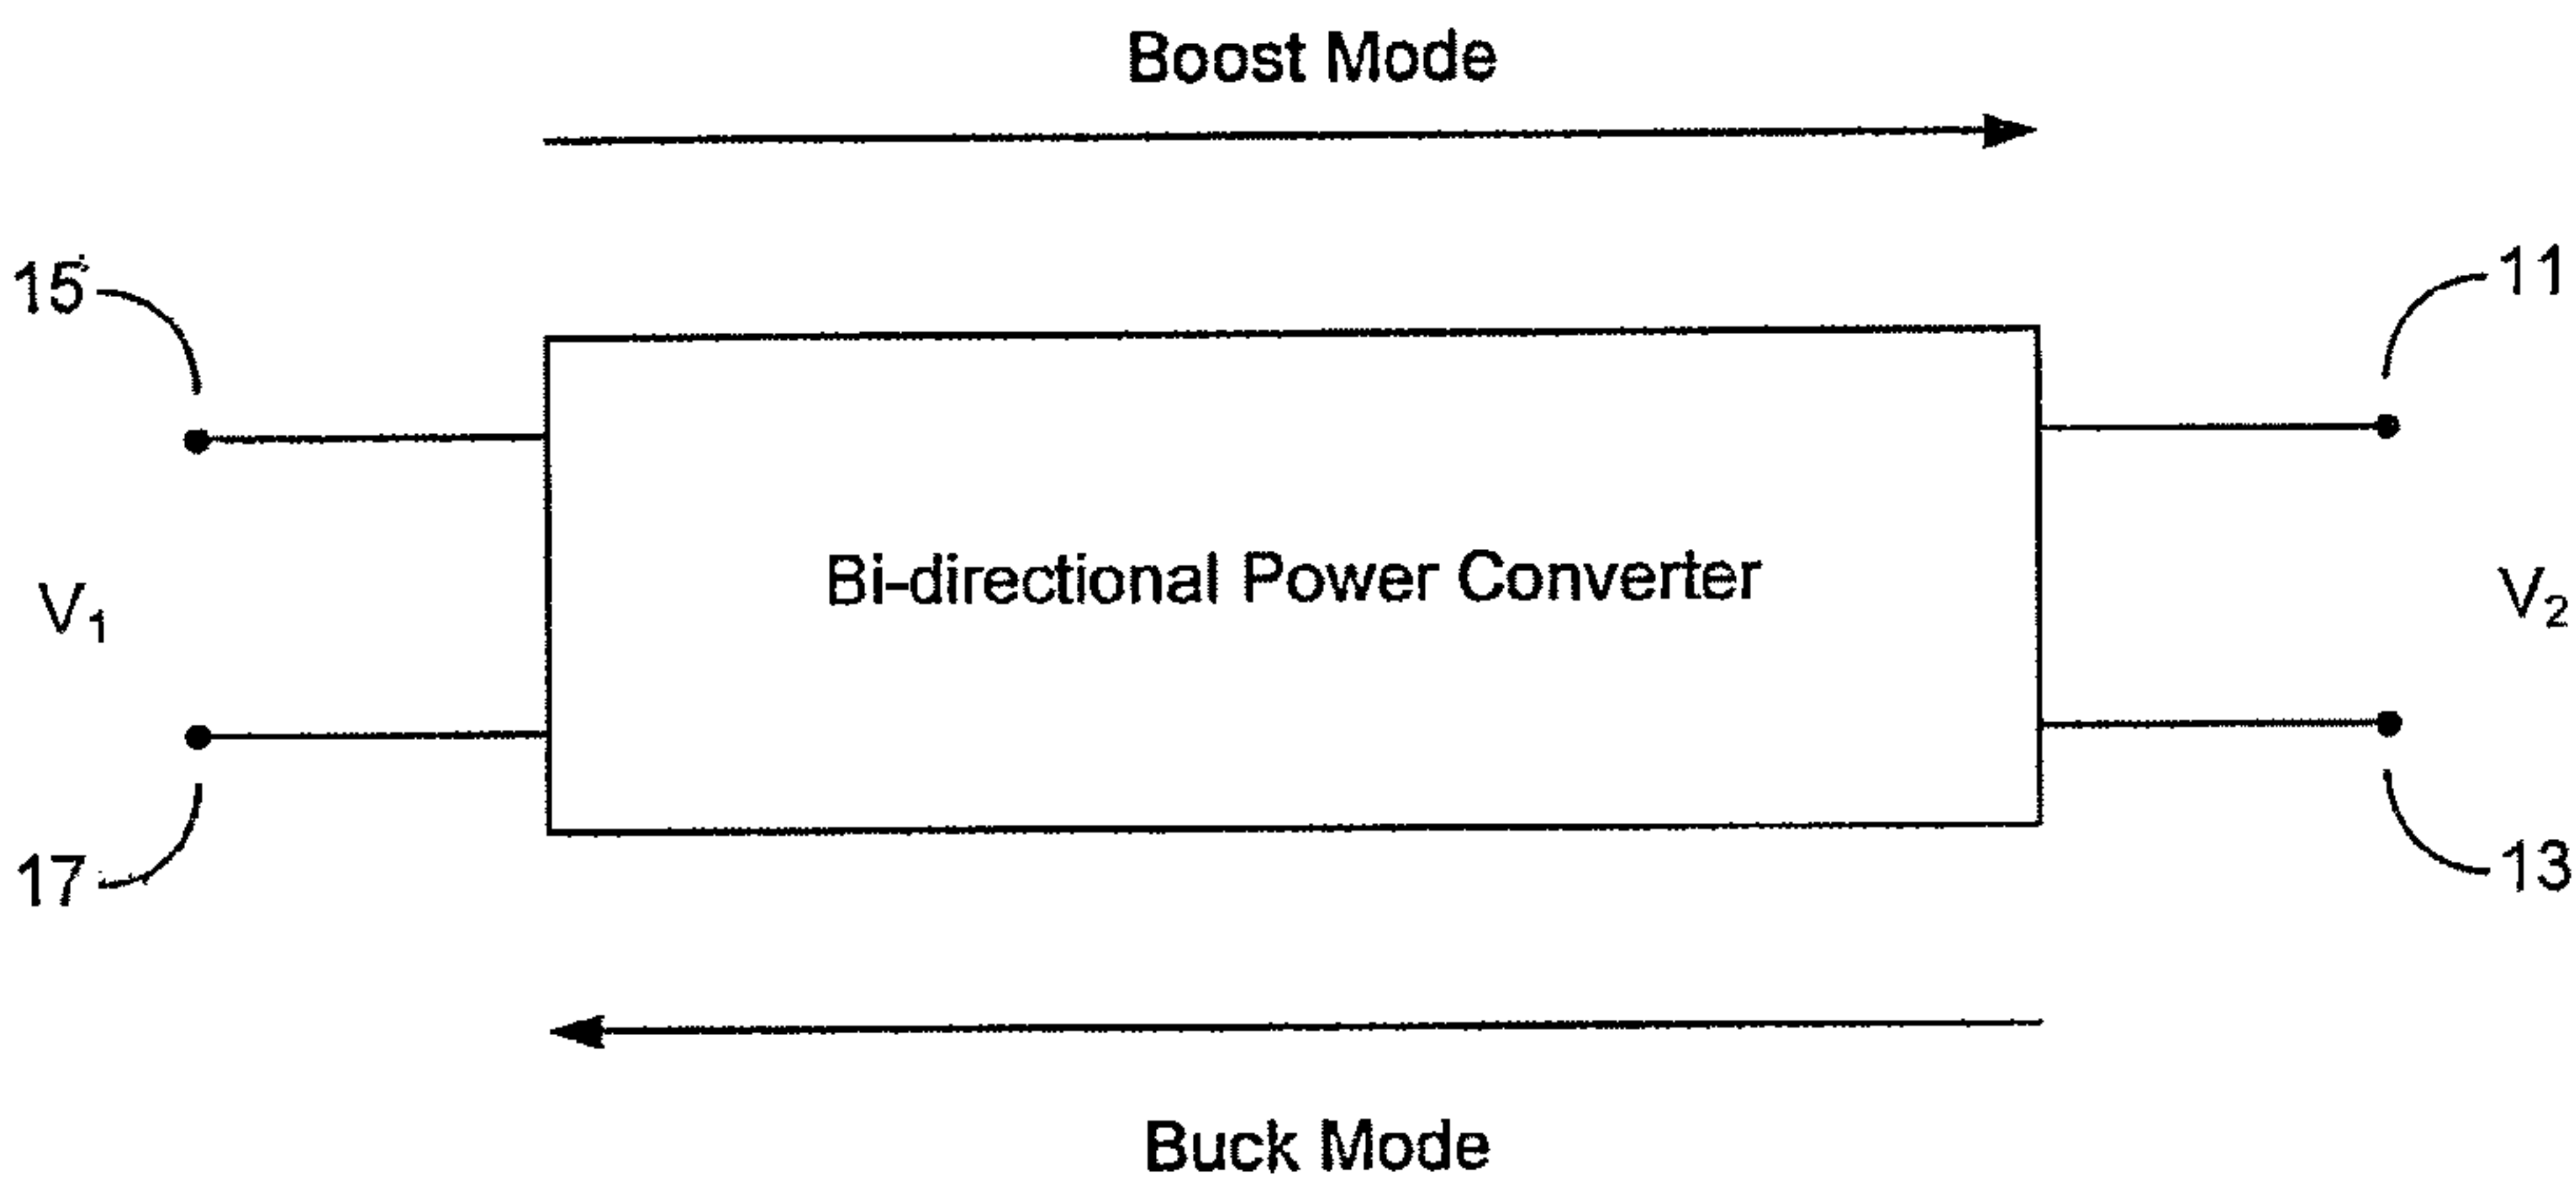 Boost Mode
15
11
Bi-directional Power Converter
V₁
V₂
17
13
Buck Mode